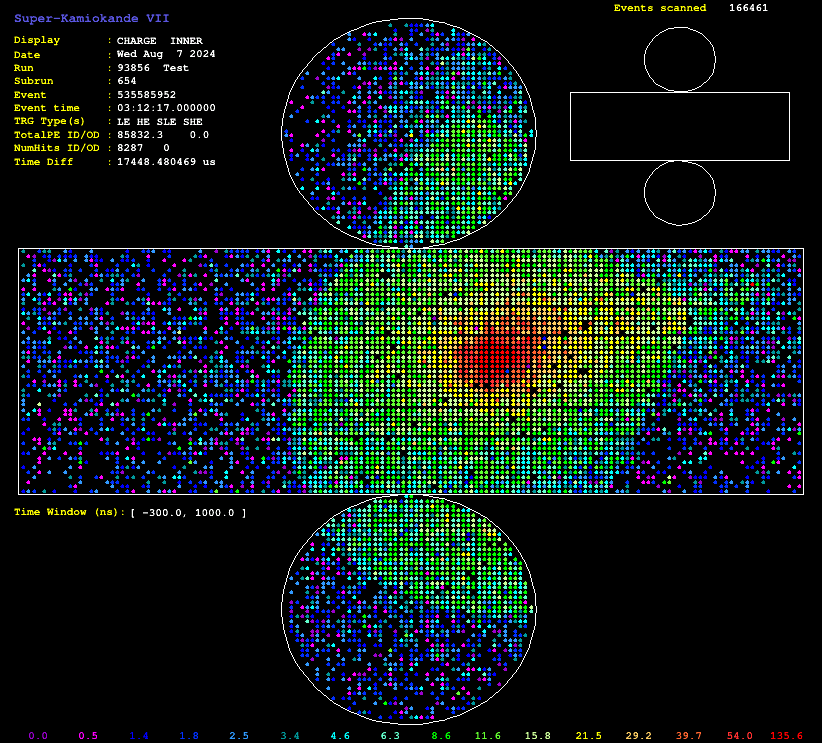 Super-Kamiokande VII
Events scanned 166461
Display : CHARGE INNER
Date : Wed Aug 7 2024
Run : 93856 Test
Subrun : 654
Event : 535585952
Event time : 03:12:17.000000
TRG Type(s) : LE HE SLE SHE
TotalPE ID/OD : 85832.3 0.0
NumHits ID/OD : 8287 0
Time Diff : 17448.480469 us
Time Window (ns): [ -300.0, 1000.0 ]
0.0 0.5 1.4 1.8 2.5 3.4 4.6 6.3 8.6 11.6 15.8 21.5 29.2 39.7 54.0 135.6